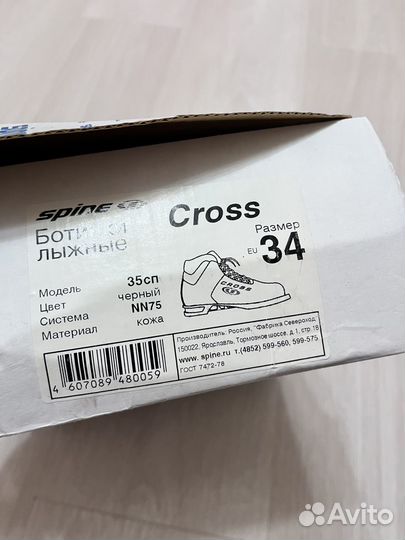 spine Cross
Ботинки Размер
лыжные EU 34
Модель 35сп
Цвет черный
Система NN75
Материал кожа
CROSS
Производитель: Россия, "Фабрика Североход"
150022, Ярославль, Тормозное шоссе, д.1, стр.18
www.spine.ru т.(4852) 599-560, 599-575
ГОСТ 7472-78
4 607089 480059
Avito